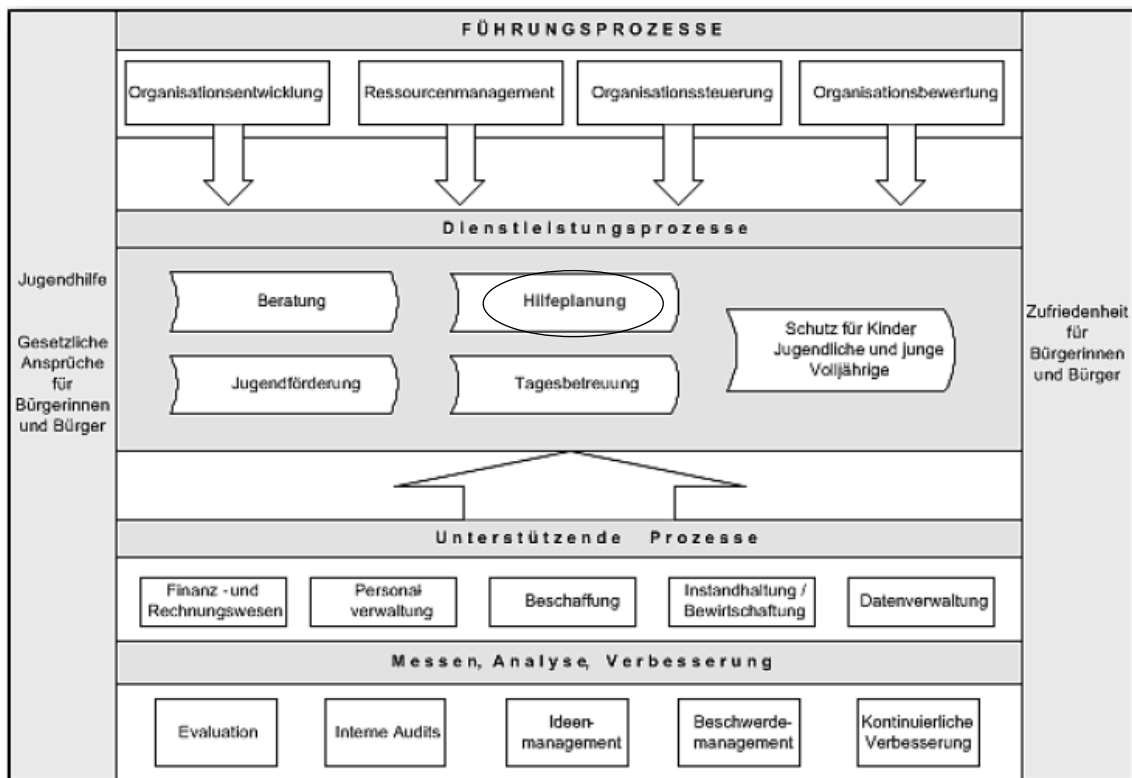 FÜHRUNGSPROZESSE
Organisationsentwicklung
Ressourcenmanagement
Organisationssteuerung
Organisationsbewertung
Dienstleistungsprozesse
Jugendhilfe
Gesetzliche
Ansprüche
für
Bürgerinnen
und Bürger
Beratung
Hilfeplanung
Jugendförderung
Tagesbetreuung
Schutz für Kinder
Jugendliche und junge
Volljährige
Zufriedenheit
für
Bürgerinnen
und Bürger
Unterstützende Prozesse
Finanz - und
Rechnungswesen
Personal
verwaltung
Beschaffung
Instandhaltung /
Bewirtschaftung
Datenverwaltung
Messen, Analyse, Verbesserung
Evaluation
Interne Audits
Ideen-
management
Beschwerde-
management
Kontinuierliche
Verbesserung